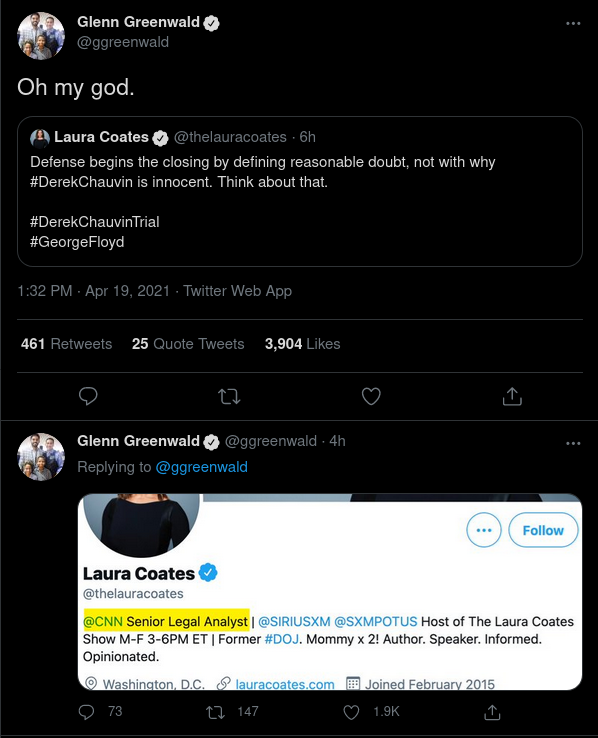 Glenn Greenwald
@ggreenwald
Oh my god.
Laura Coates @thelauracoates · 6h
Defense begins the closing by defining reasonable doubt, not with why
#DerekChauvin is innocent. Think about that.
#DerekChauvinTrial
#GeorgeFloyd
1:32 PM · Apr 19, 2021 · Twitter Web App
461 Retweets 25 Quote Tweets 3,904 Likes
Glenn Greenwald @ggreenwald · 4h
Replying to @ggreenwald
Follow
Laura Coates
@thelauracoates
@CNN Senior Legal Analyst | @SIRIUSXM @SXMPOTUS Host of The Laura Coates
Show M-F 3-6PM ET | Former #DOJ. Mommy x 2! Author. Speaker. Informed.
Opinionated.
Washington, D.C. lauracoates.com Joined February 2015
73 147 1.9K